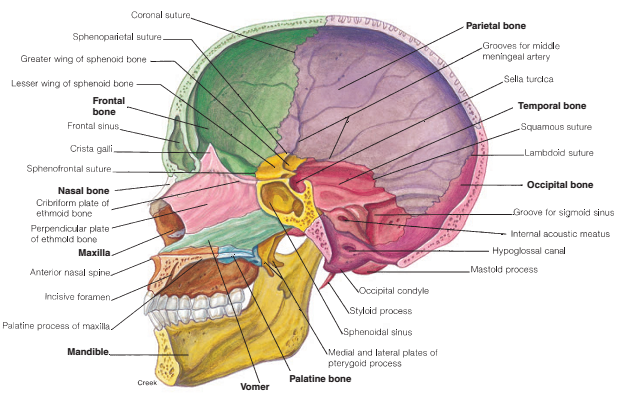 Coronal suture
Sphenoparietal suture
Greater wing of sphenoid bone
Lesser wing of sphenoid bone
Frontal
bone
Frontal sinus
Crista galli
Sphenofrontal suture
Nasal bone
Cribriform plate of
ethmoid bone
Perpendicular plate
of ethmoid bone
Maxilla
Anterior nasal spine
Incisive foramen
Palatine process of maxilla
Mandible
Creek
Vomer
Palatine bone
Parietal bone
Grooves for middle
meningeal artery
Sella turcica
Temporal bone
Squamous suture
Lambdoid suture
Occipital bone
Groove for sigmoid sinus
Internal acoustic meatus
Hypoglossal canal
Mastoid process
Occipital condyle
Styloid process
Sphenoidal sinus
Medial and lateral plates of
pterygoid process